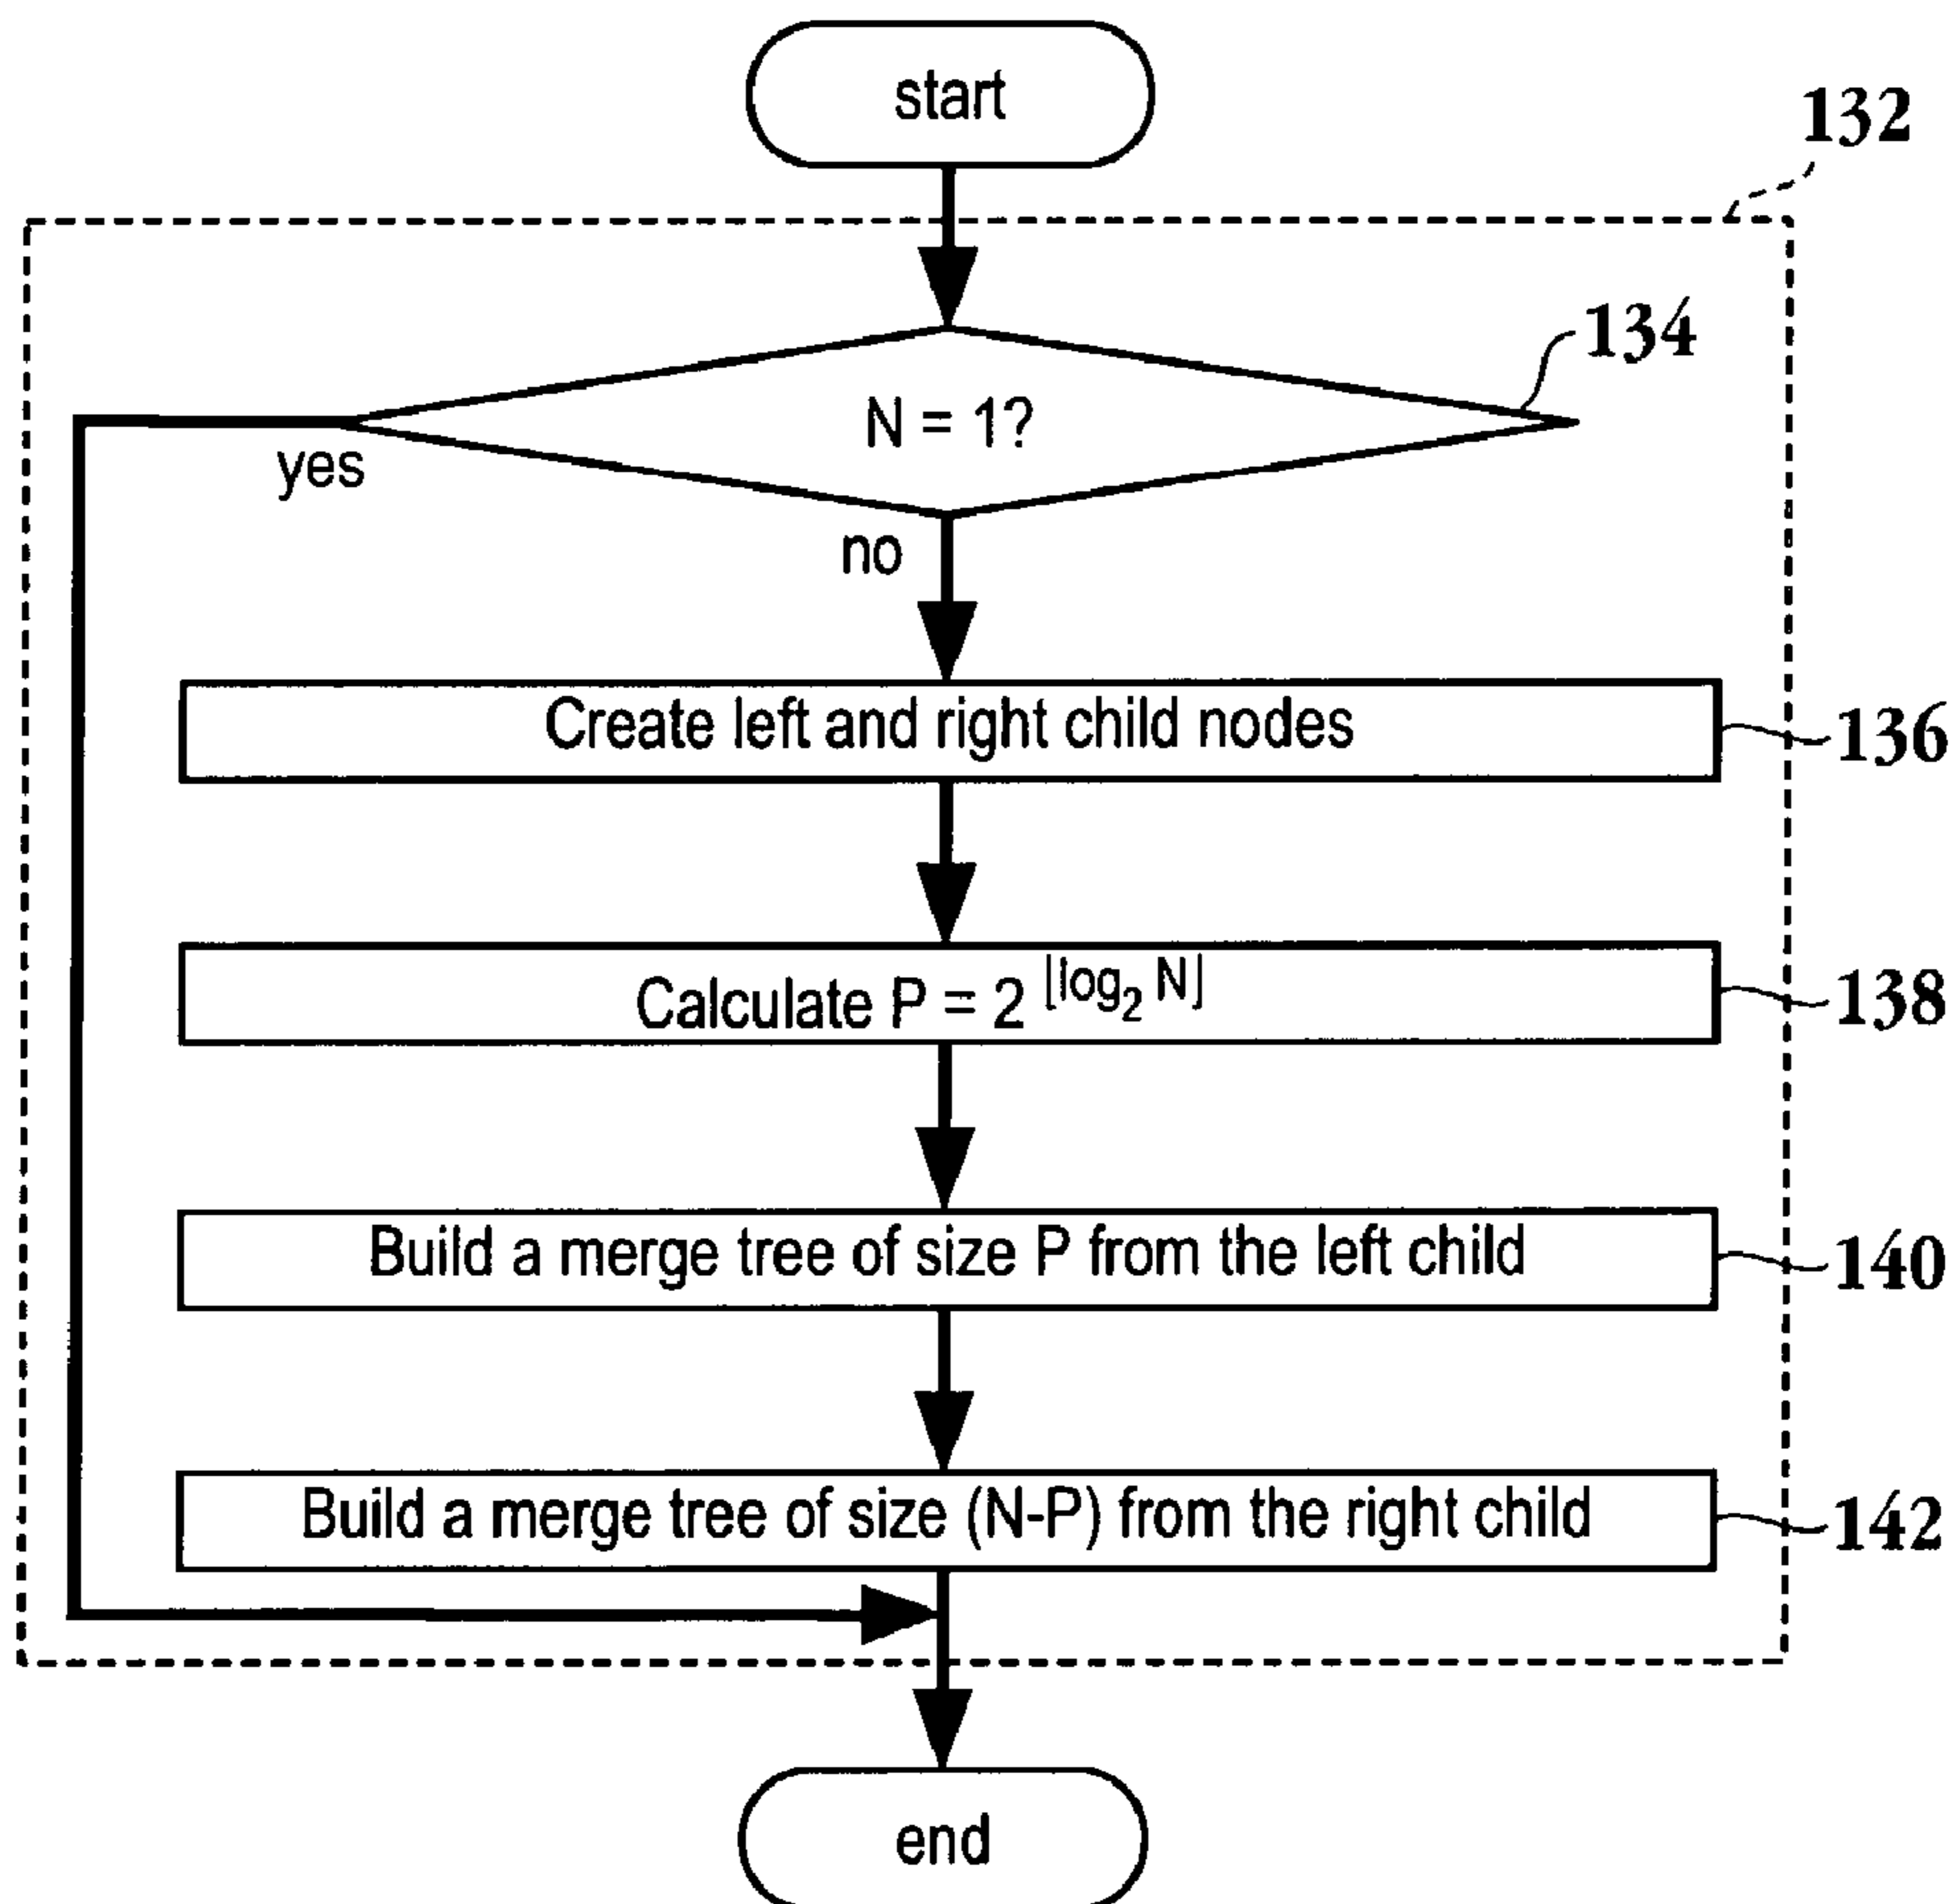 start
132
134
N = 1?
yes
no
Create left and right child nodes
136
Calculate P = 2 ⌊log₂ N⌋
138
Build a merge tree of size P from the left child
140
Build a merge tree of size (N-P) from the right child
142
end